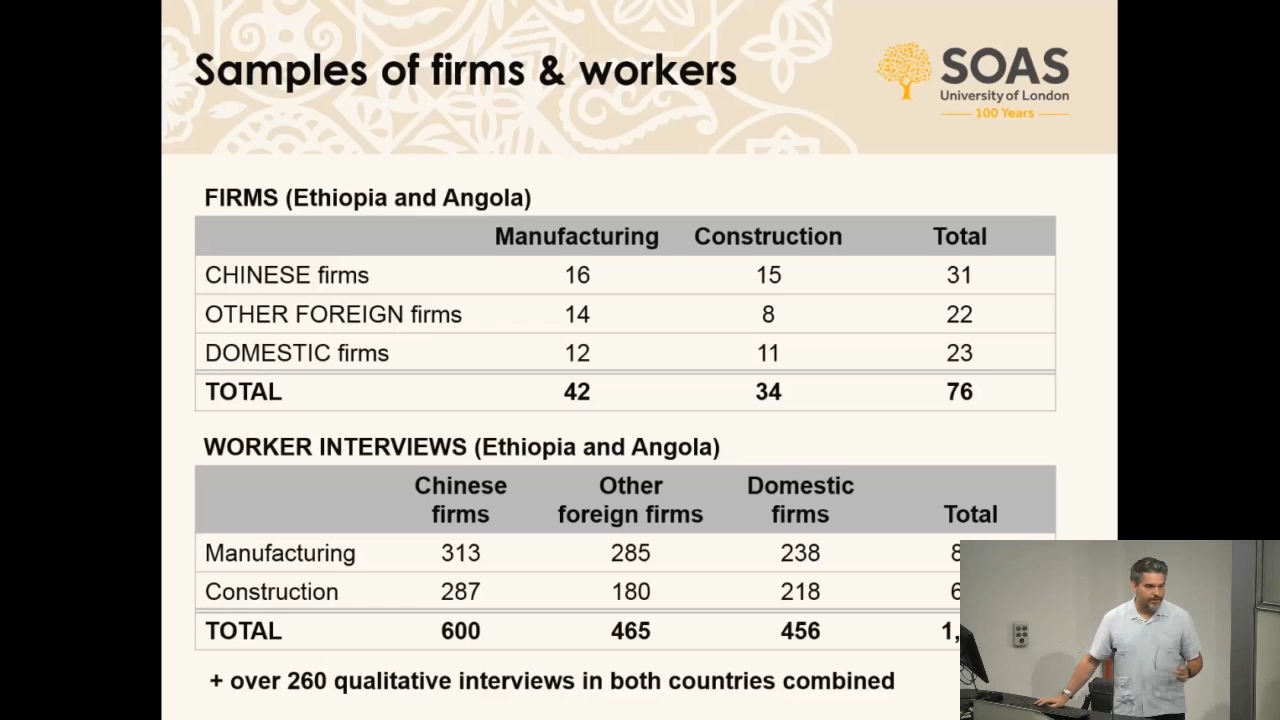 Samples of firms & workers
SOAS
University of London
100 Years
FIRMS (Ethiopia and Angola)
Manufacturing Construction Total
CHINESE firms 16 15 31
OTHER FOREIGN firms 14 8 22
DOMESTIC firms 12 11 23
TOTAL 42 34 76
WORKER INTERVIEWS (Ethiopia and Angola)
Chinese Other Domestic
firms foreign firms firms Total
Manufacturing 313 285 238
Construction 287 180 218
TOTAL 600 465 456
+ over 260 qualitative interviews in both countries combined